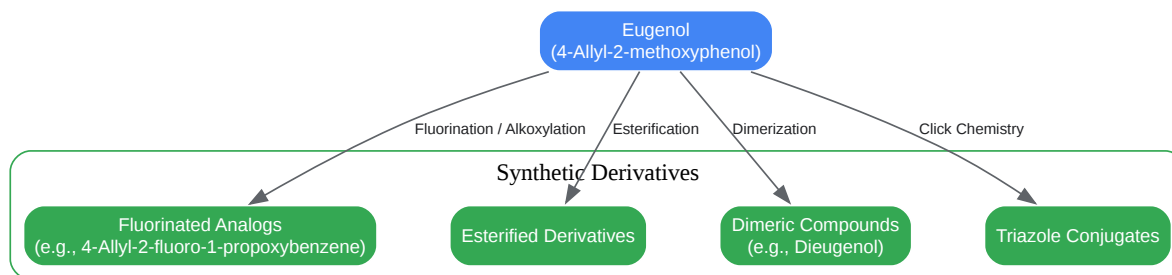 Eugenol
(4-Allyl-2-methoxyphenol)
Fluorination / Alkoxylation
Esterification
Dimerization
Click Chemistry
Synthetic Derivatives
Fluorinated Analogs
(e.g., 4-Allyl-2-fluoro-1-propoxybenzene)
Esterified Derivatives
Dimeric Compounds
(e.g., Dieugenol)
Triazole Conjugates